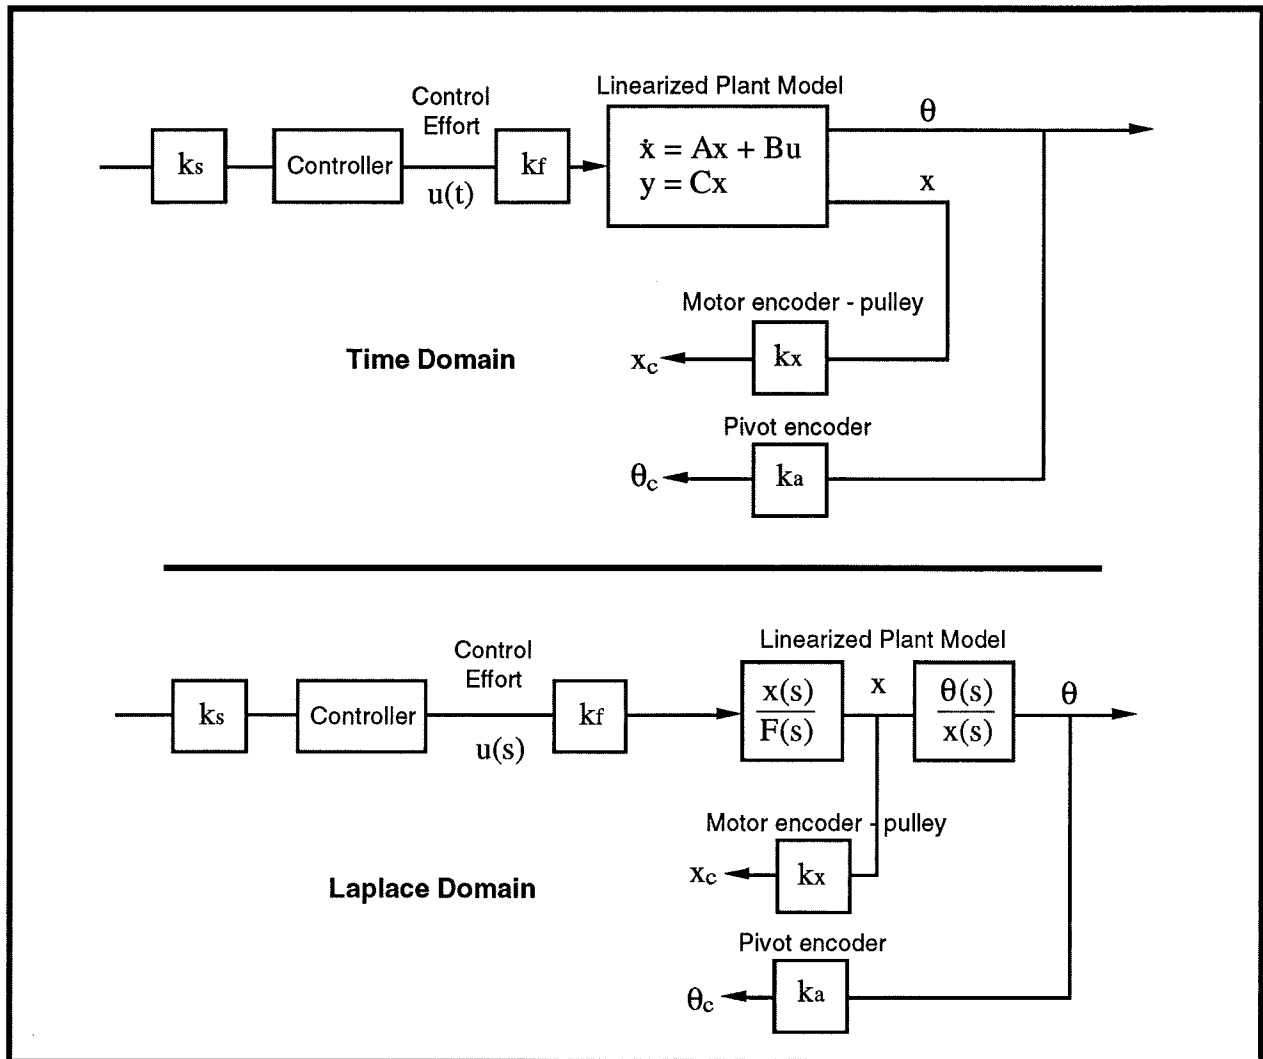 Linearized Plant Model
Control
Effort
θ
ks
Controller
u(t)
kf
ẋ = Ax + Bu
y = Cx
x
Motor encoder - pulley
Time Domain
xc
kx
Pivot encoder
θc
ka
Linearized Plant Model
Control
Effort
ks
Controller
u(s)
kf
x(s)
F(s)
x
θ(s)
x(s)
θ
Motor encoder - pulley
Laplace Domain
xc
kx
Pivot encoder
θc
ka